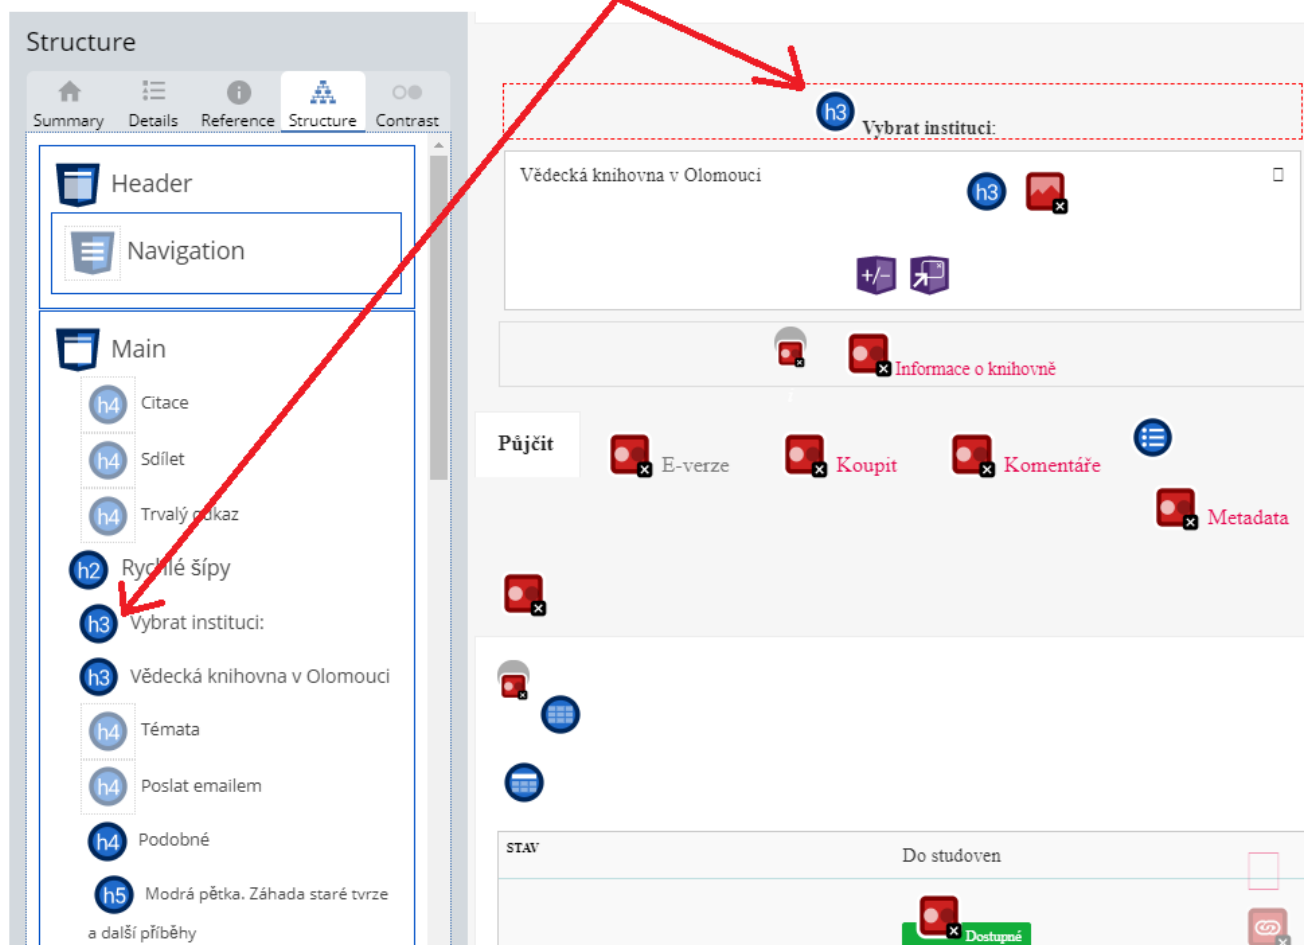 Structure
Summary
Details
Reference
Structure
Contrast
Header
Navigation
Main
h4 Citace
h4 Sdílet
h4 Trvalý odkaz
h2 Rychlé šípy
h3 Vybrat instituci:
h3 Vědecká knihovna v Olomouci
h4 Témata
h4 Poslat emailem
h4 Podobné
h5 Modrá pětka. Záhada staré tvrze
a další příběhy
h3 Vybrat instituci:
Vědecká knihovna v Olomouci
h3
+/-
Informace o knihovně
Půjčit
E-verze
Koupit
Komentáře
Metadata
STAV
Do studoven
Dostupné